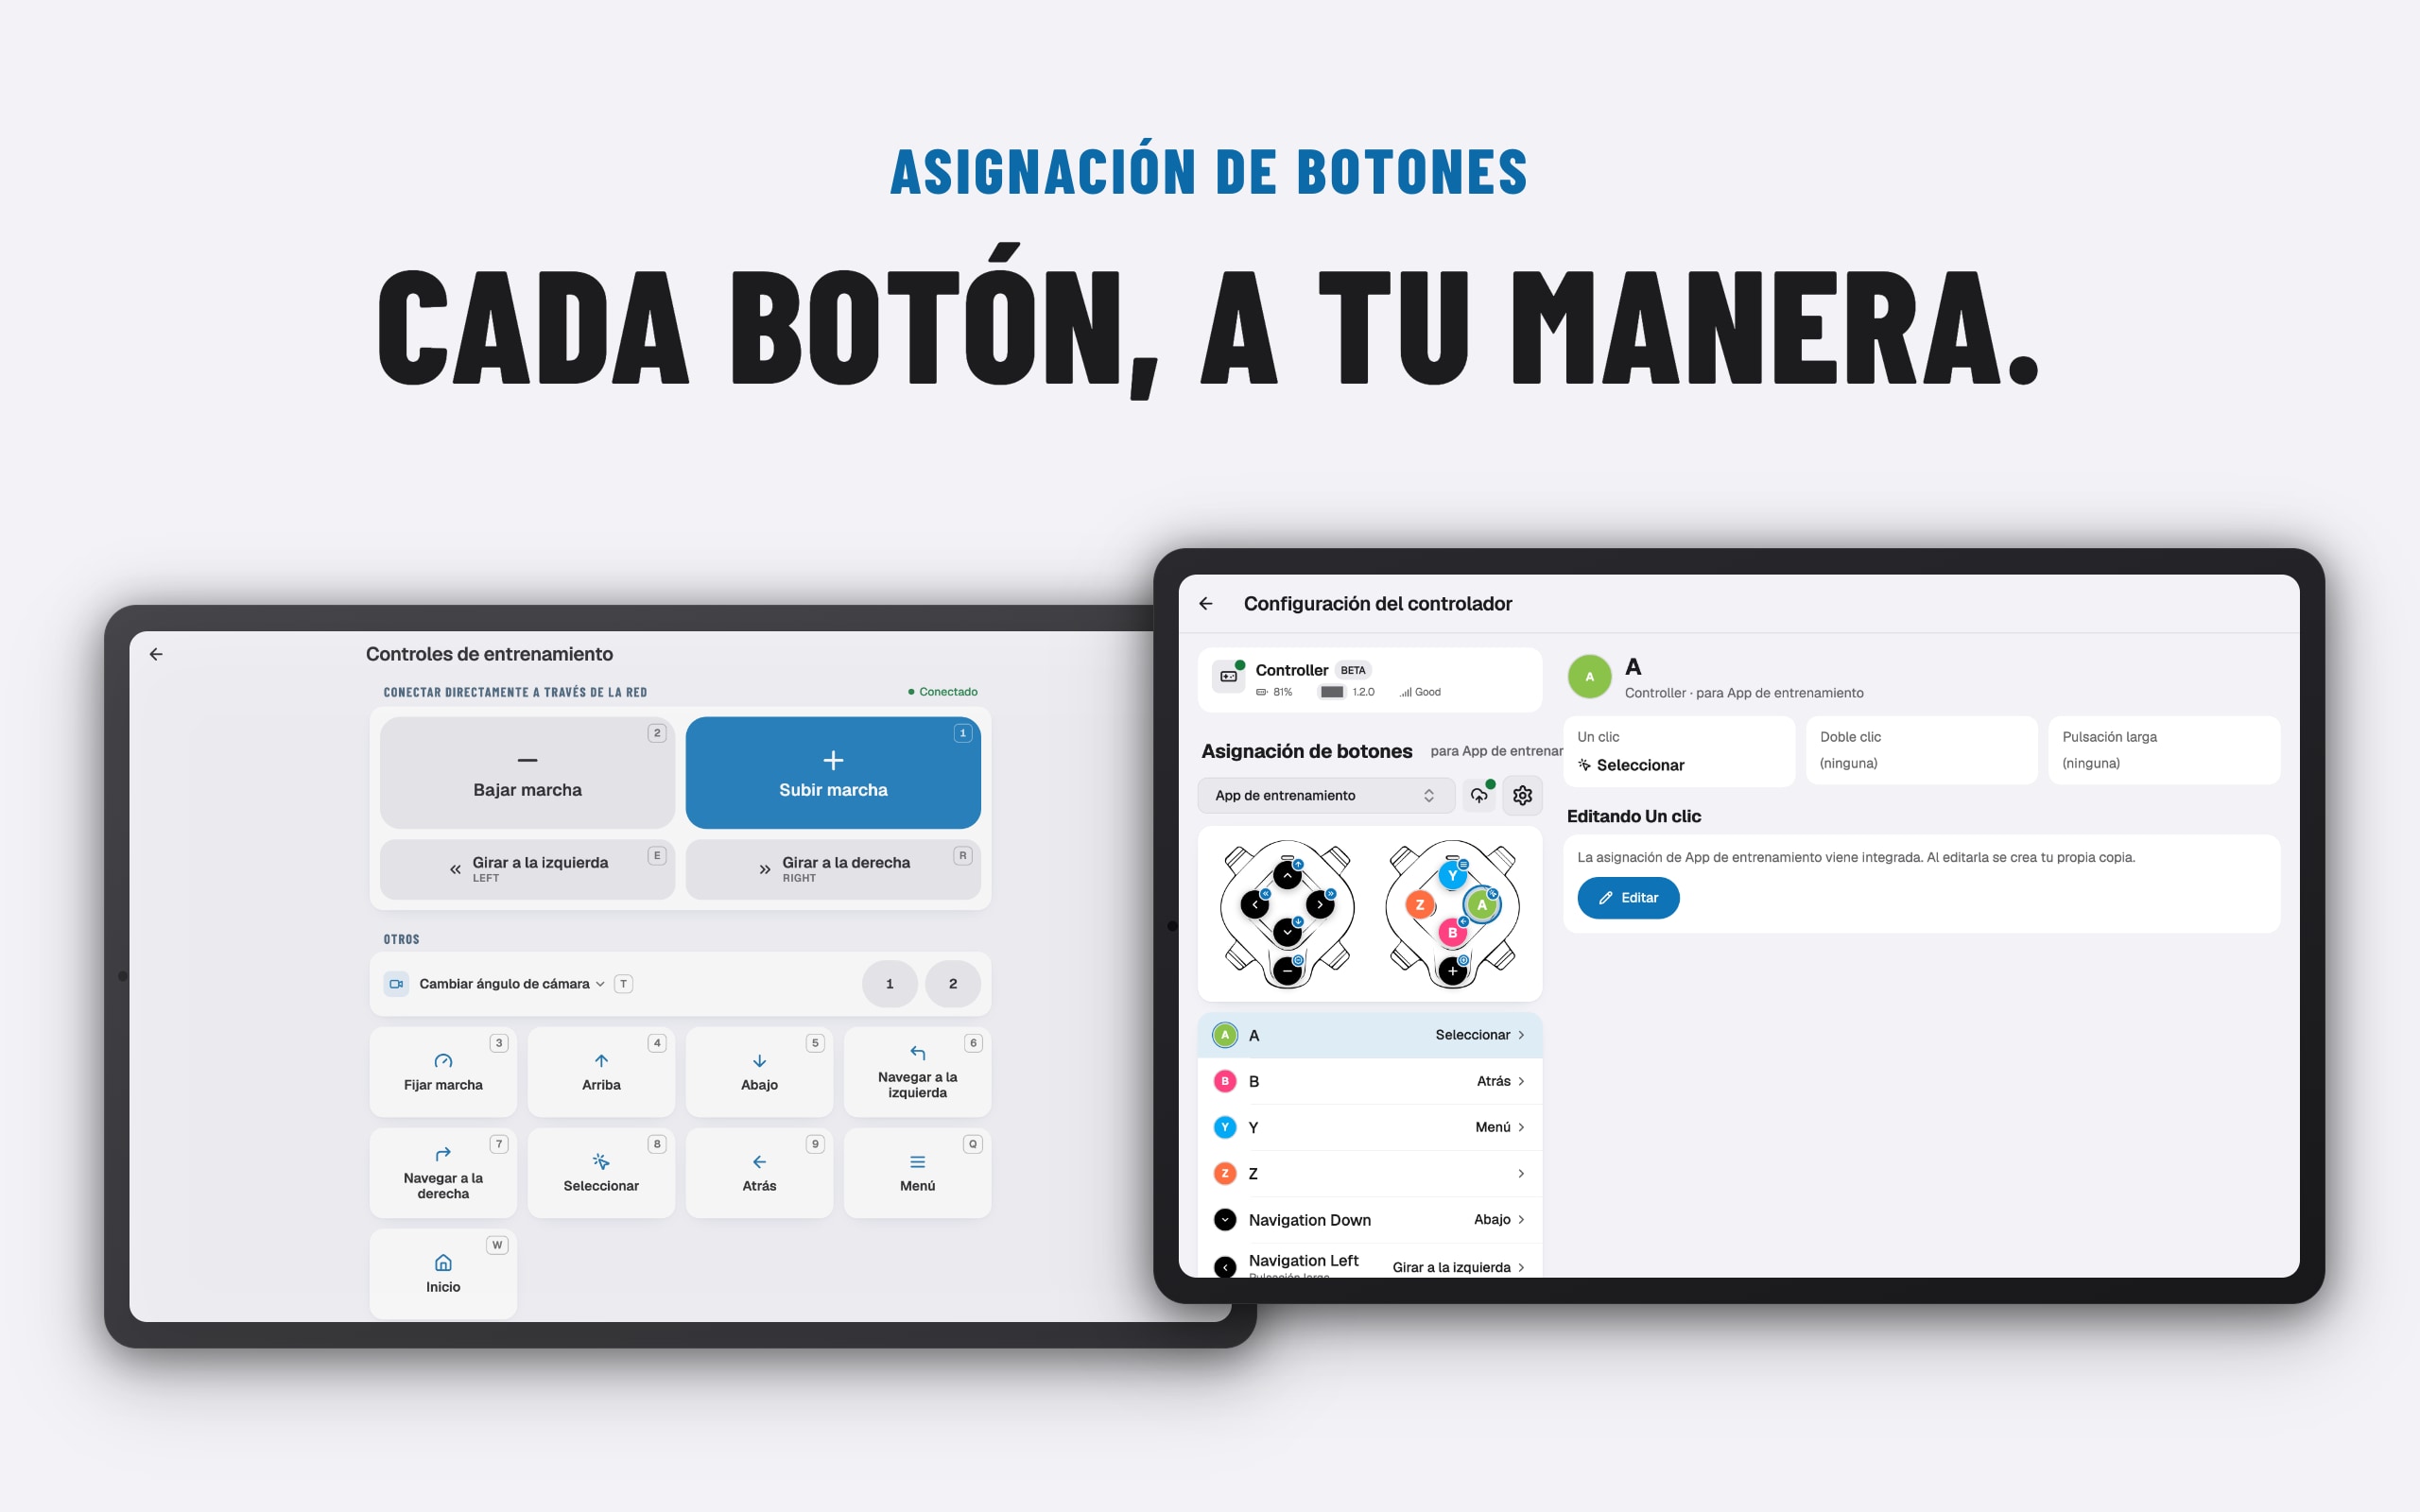 ASIGNACIÓN DE BOTONES
CADA BOTÓN, A TU MANERA.
Controles de entrenamiento
CONECTAR DIRECTAMENTE A TRAVÉS DE LA RED
Conectado
2
Bajar marcha
1
Subir marcha
E
Girar a la izquierda
LEFT
R
Girar a la derecha
RIGHT
OTROS
Cambiar ángulo de cámara
T
1
2
3
Fijar marcha
4
Arriba
5
Abajo
6
Navegar a la
izquierda
7
Navegar a la
derecha
8
Seleccionar
9
Atrás
Q
Menú
W
Inicio
Configuración del controlador
Controller BETA
81% 1.2.0 Good
Asignación de botones para App de entrenar
App de entrenamiento
Y
Z
A
B
A A Seleccionar
B B Atrás
Y Y Menú
Z Z
Navigation Down Abajo
Navigation Left Girar a la izquierda
Pulsación larga
A
A
Controller · para App de entrenamiento
Un clic
Seleccionar
Doble clic
(ninguna)
Pulsación larga
(ninguna)
Editando Un clic
La asignación de App de entrenamiento viene integrada. Al editarla se crea tu propia copia.
Editar